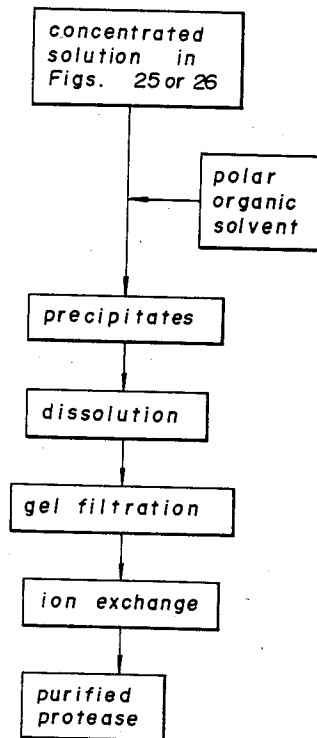 concentrated
solution in
Figs. 25 or 26
polar
organic
solvent
precipitates
dissolution
gel filtration
ion exchange
purified
protease